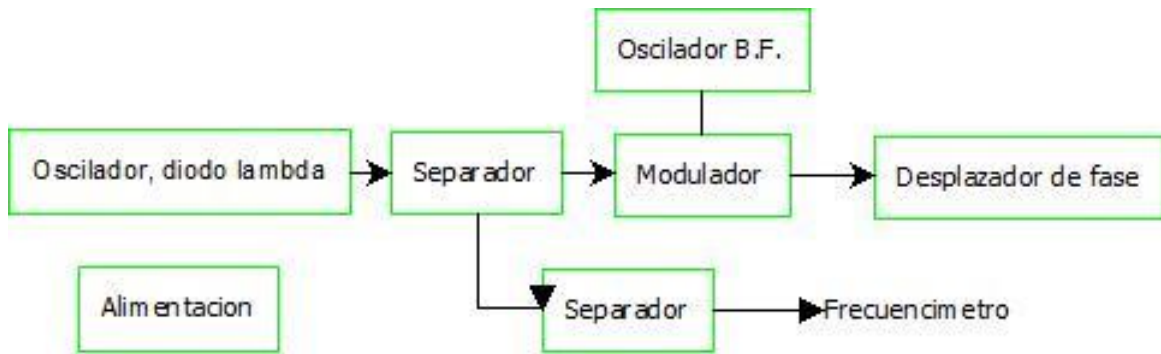 Oscilador B.F.
Oscilador, diodo lambda
Separador
Modulador
Desplazador de fase
Alimentacion
Separador
Frecuencimetro